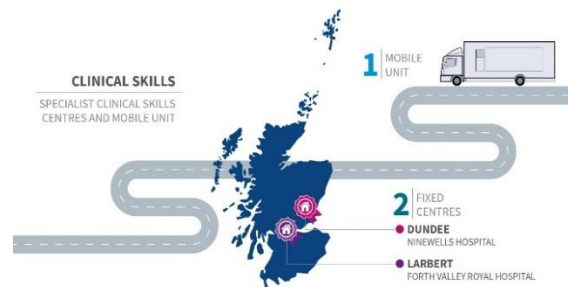 CLINICAL SKILLS
SPECIALIST CLINICAL SKILLS
CENTRES AND MOBILE UNIT
1 MOBILE
UNIT
2 FIXED
CENTRES
DUNDEE
NINEWELLS HOSPITAL
LARBERT
FORTH VALLEY ROYAL HOSPITAL